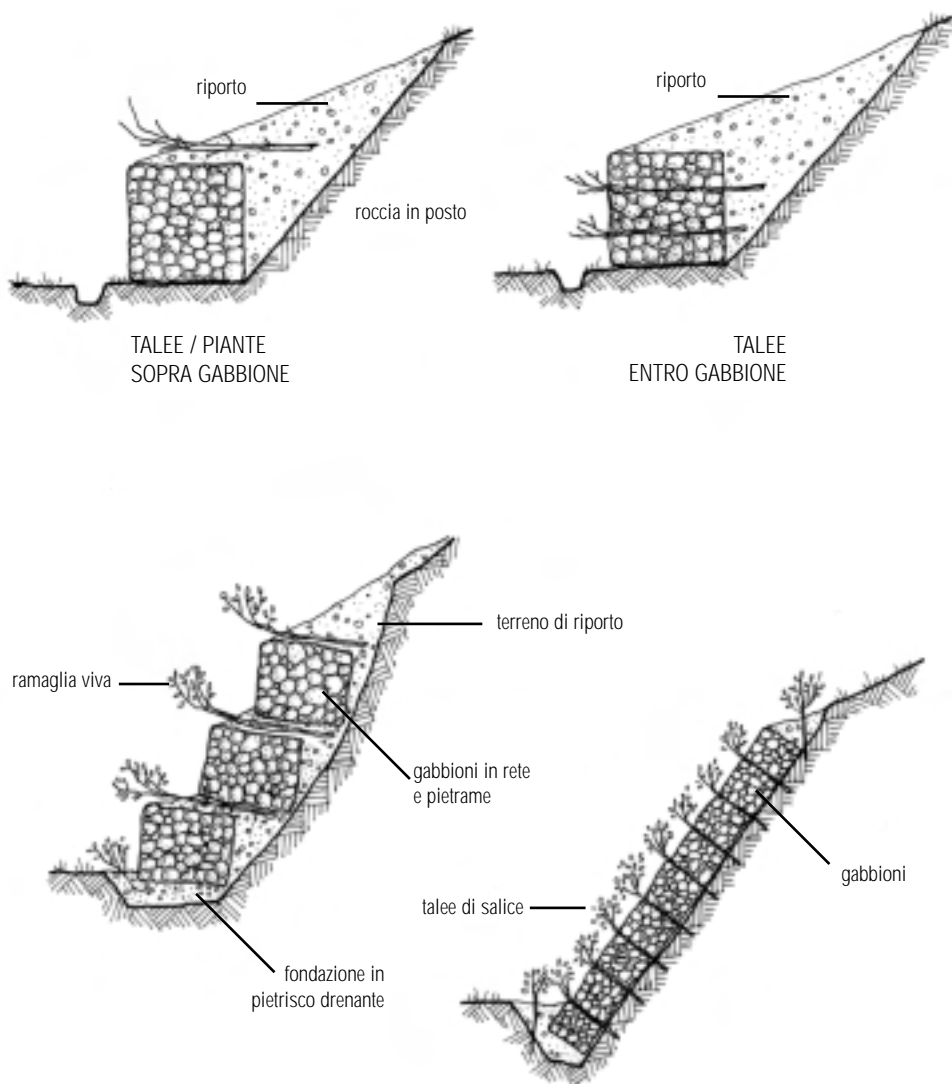 riporto
riporto
roccia in posto
TALEE / PIANTE
SOPRA GABBIONE
TALEE
ENTRO GABBIONE
terreno di riporto
ramaglia viva
gabbioni in rete
e pietrame
gabbioni
talee di salice
fondazione in
pietrisco drenante